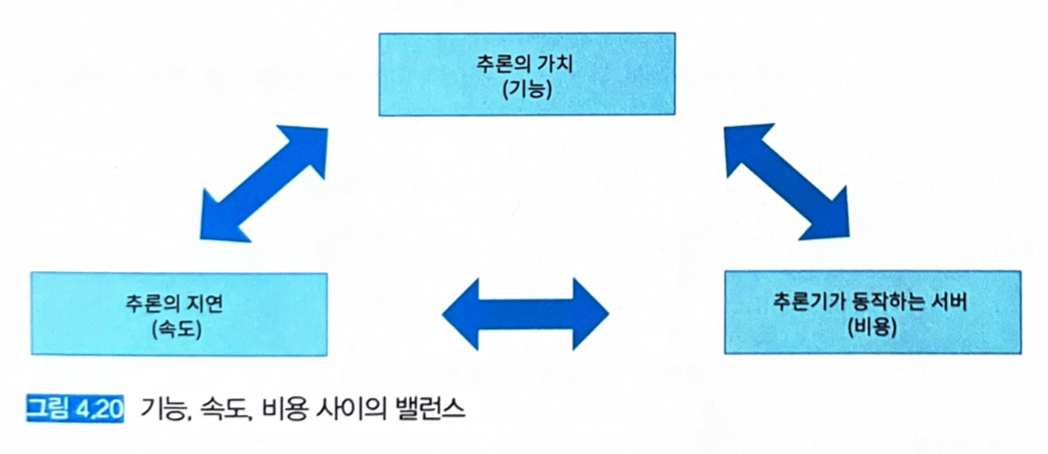 추론의 가치
(기능)
추론의 지연
(속도)
추론기가 동작하는 서버
(비용)
그림 4.20 기능, 속도, 비용 사이의 밸런스